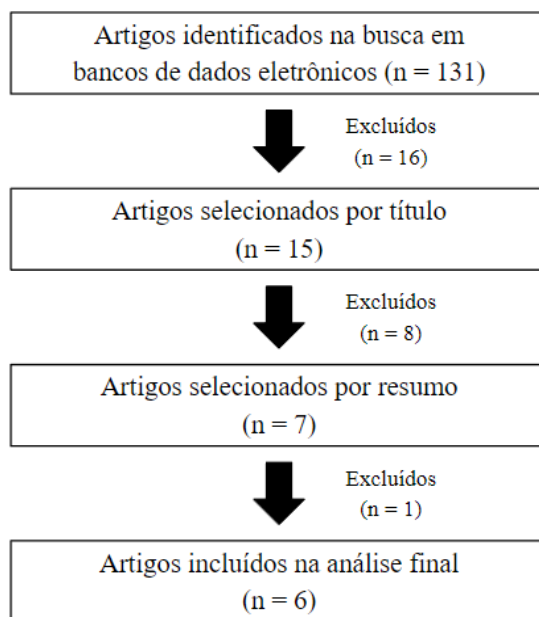 Artigos identificados na busca em
bancos de dados eletrônicos (n = 131)
Excluídos
(n = 16)
Artigos selecionados por título
(n = 15)
Excluídos
(n = 8)
Artigos selecionados por resumo
(n = 7)
Excluídos
(n = 1)
Artigos incluídos na análise final
(n = 6)